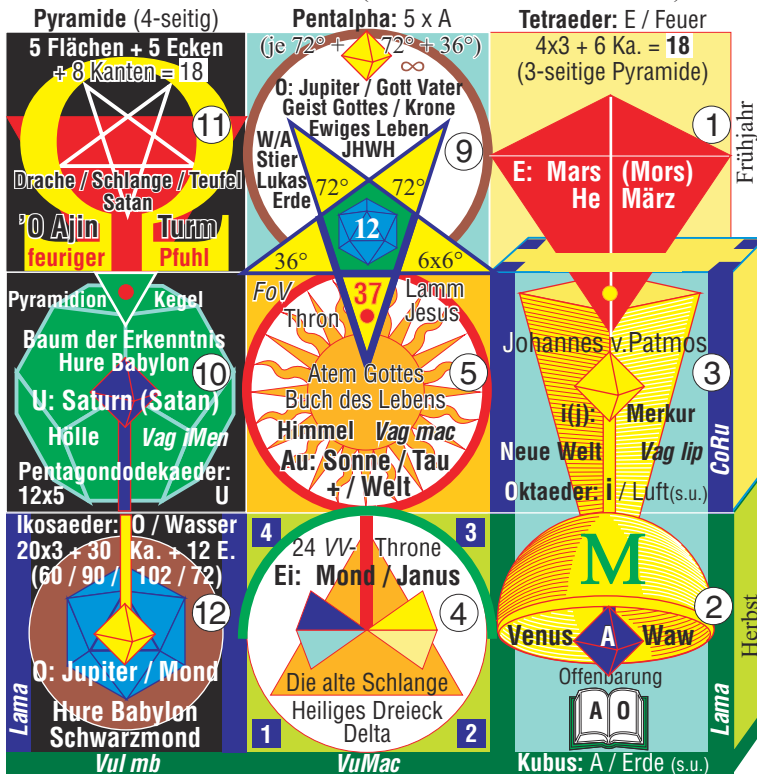 Pyramide (4-seitig)
5 Flächen + 5 Ecken
+ 8 Kanten = 18
11
Drache / Schlange / Teufel
Satan
'O Ajin Turm
feuriger Pfuhl
Pentalpha: 5 x A
(je 72° + 72° + 36°)
∞
O: Jupiter / Gott Vater
Geist Gottes / Krone
Ewiges Leben
JHWH
9
W/A
Stier
Lukas
Erde
72° 72°
12
36° 6x6°
Tetraeder: E / Feuer
4x3 + 6 Ka. = 18
(3-seitige Pyramide)
1
E: Mars (Mors)
He März
Frühjahr
Pyramidion Kegel
Baum der Erkenntnis
Hure Babylon
10
U: Saturn (Satan)
Hölle Vag iMen
Pentagondodekaeder:
12x5 U
FoV 37 Lamm
Thron Jesus
Atem Gottes
5
Buch des Lebens
Himmel Vag mac
Au: Sonne / Tau
+ / Welt
Johannes v.Patmos
3
i(j): Merkur
Neue Welt Vag lip
Oktaeder: i / Luft(s.u.)
CoRu
Ikosaeder: O / Wasser
20x3 + 30 Ka. + 12 E.
(60 / 90 / 102 / 72)
12
O: Jupiter / Mond
Hure Babylon
Schwarzmond
Lama
Vul mb
4 3
24 VV- Throne
Ei: Mond / Janus
4
Die alte Schlange
Heiliges Dreieck
Delta
1 2
VuMac
M
2
Venus A Waw
Offenbarung
A O
Lama
Kubus: A / Erde (s.u.)
Herbst